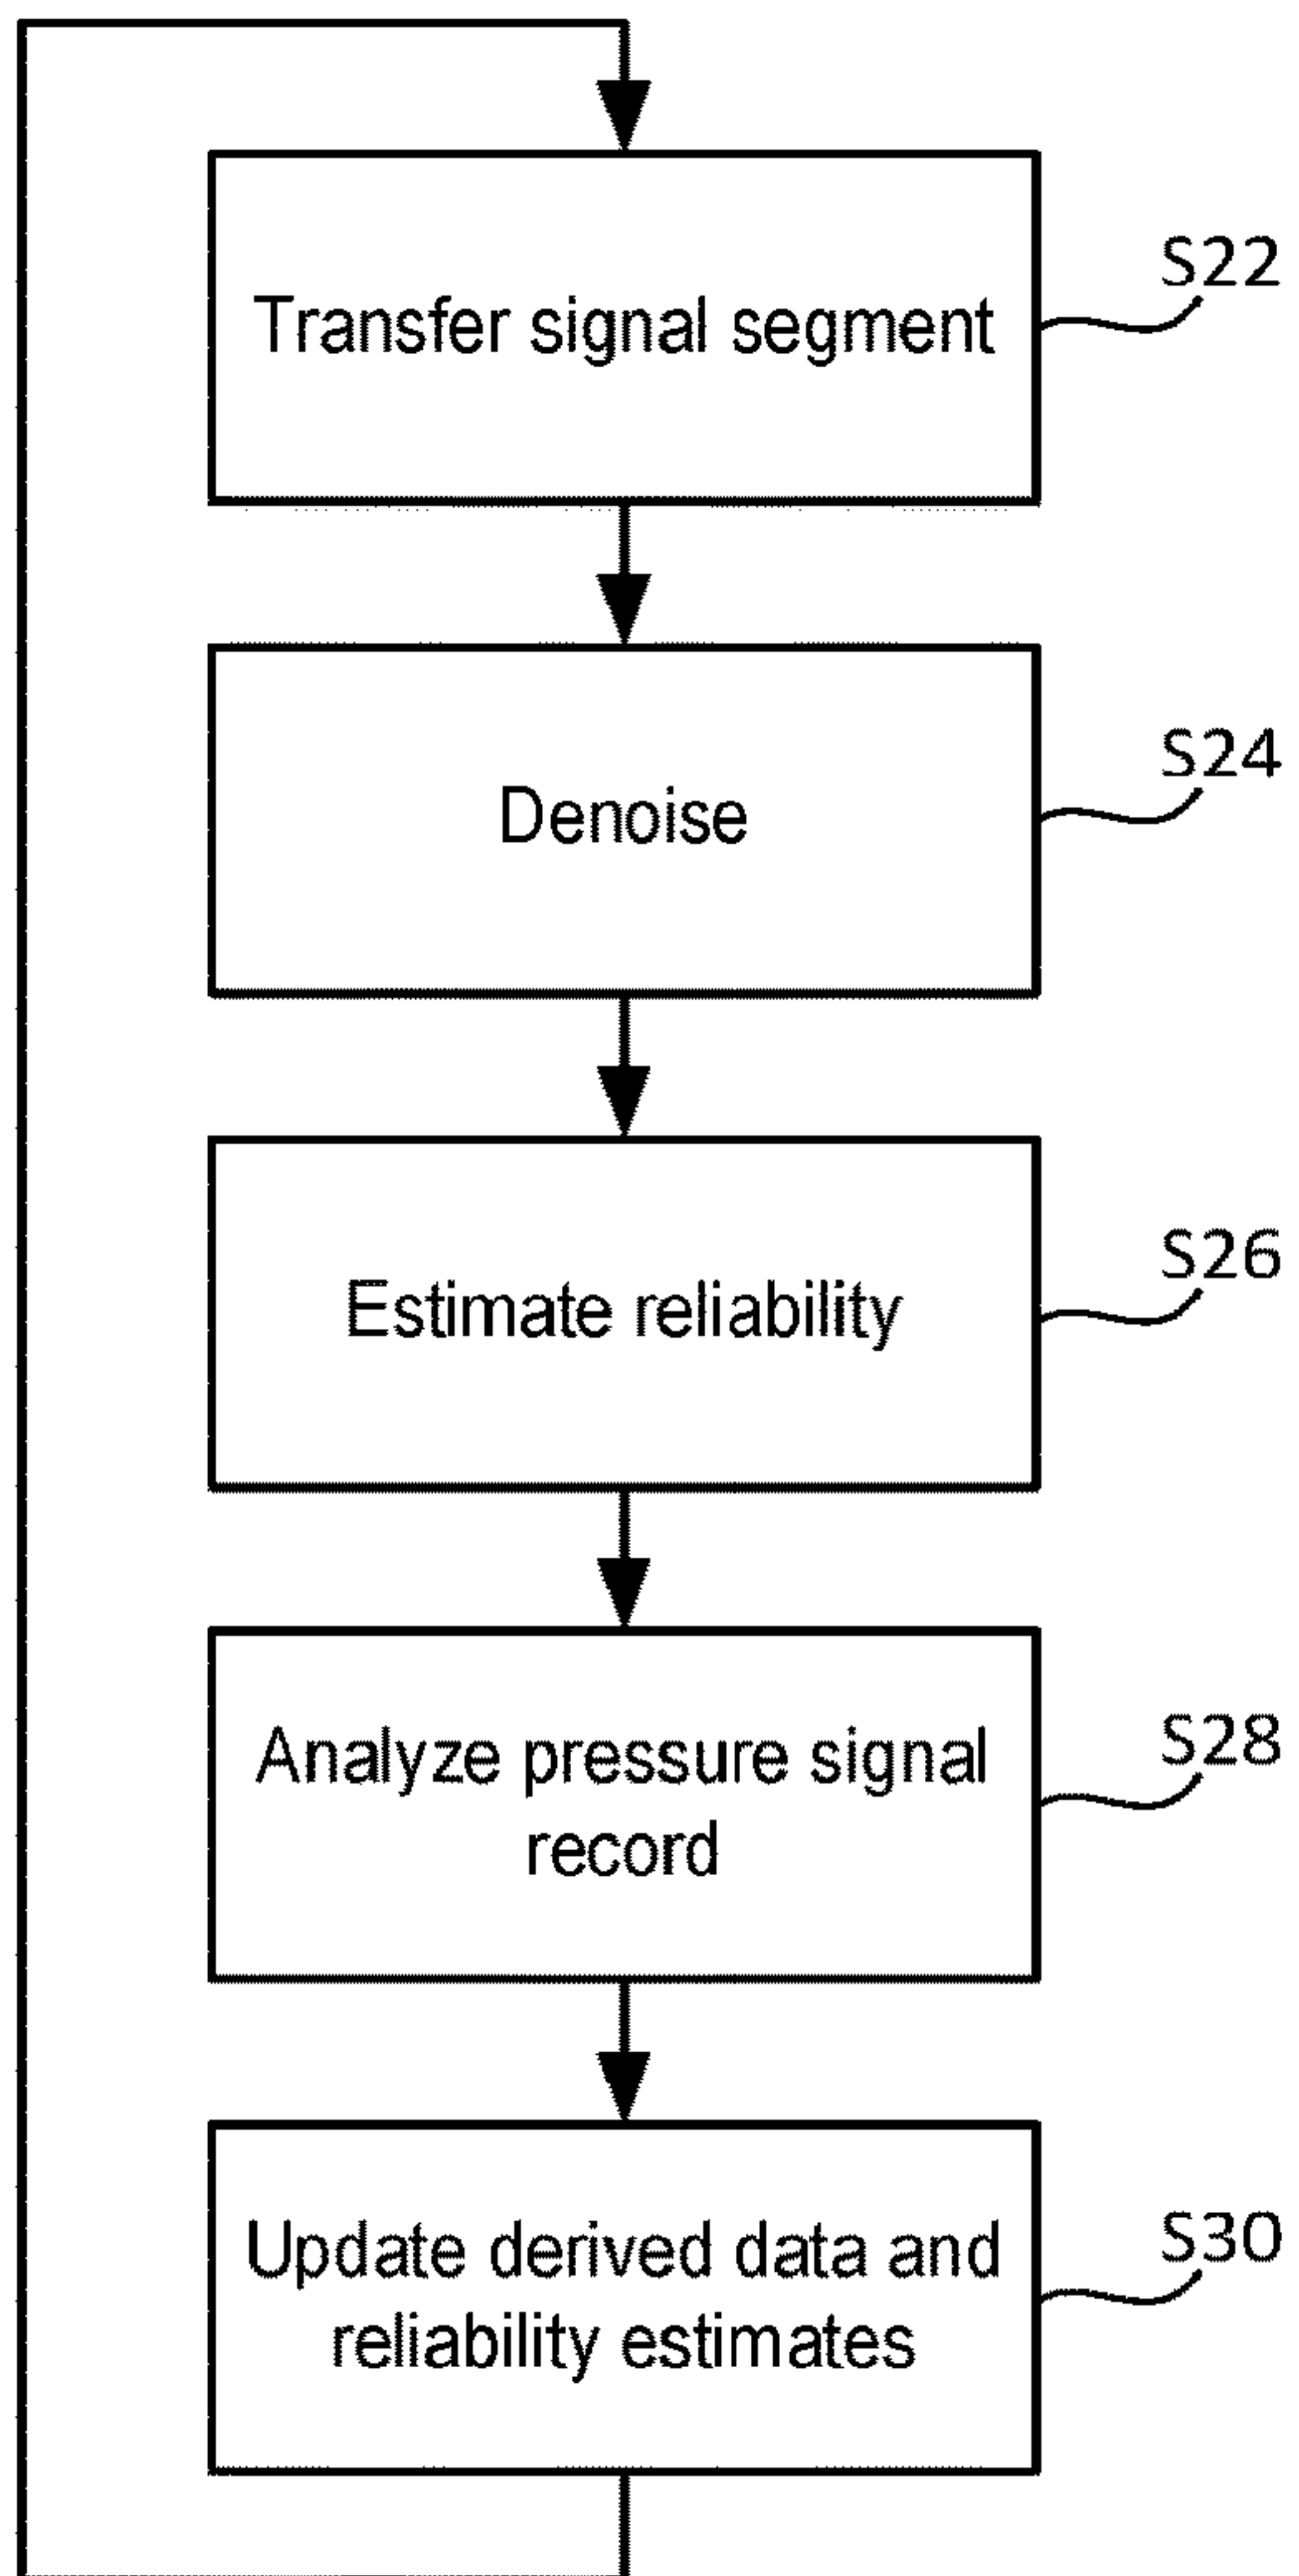 Transfer signal segment
S22
Denoise
S24
Estimate reliability
S26
Analyze pressure signal
record
S28
Update derived data and
reliability estimates
S30